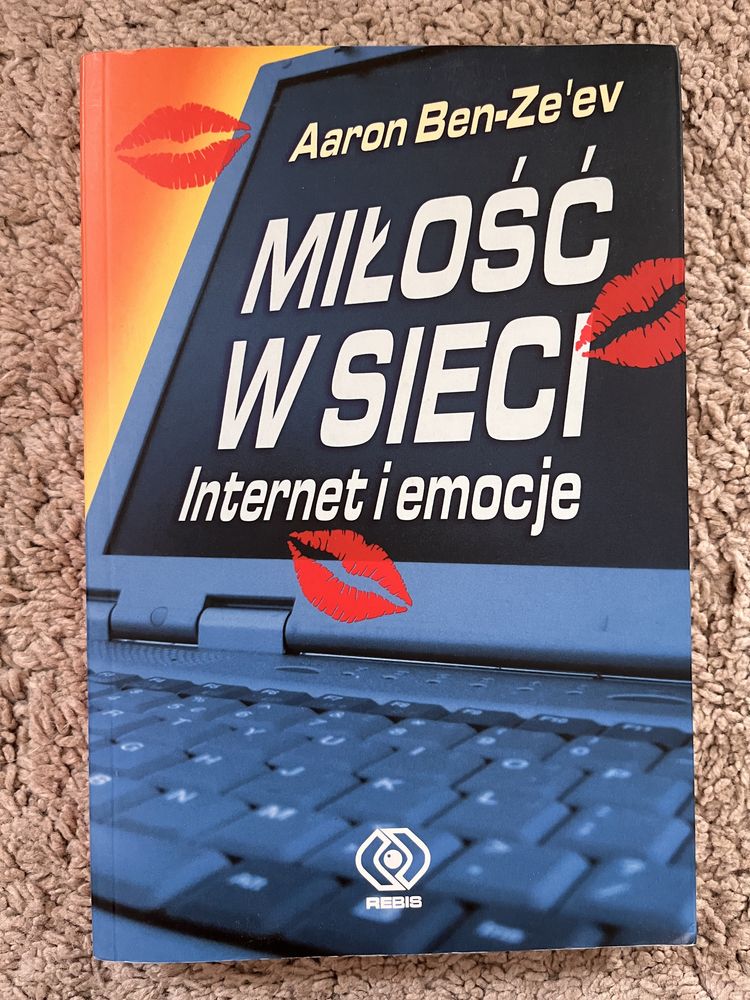 Aaron Ben-Ze'ev
MIŁOŚĆ
W SIECI
Internet i emocje
R T Y U I O P
G H J K L
B N M
REBIS